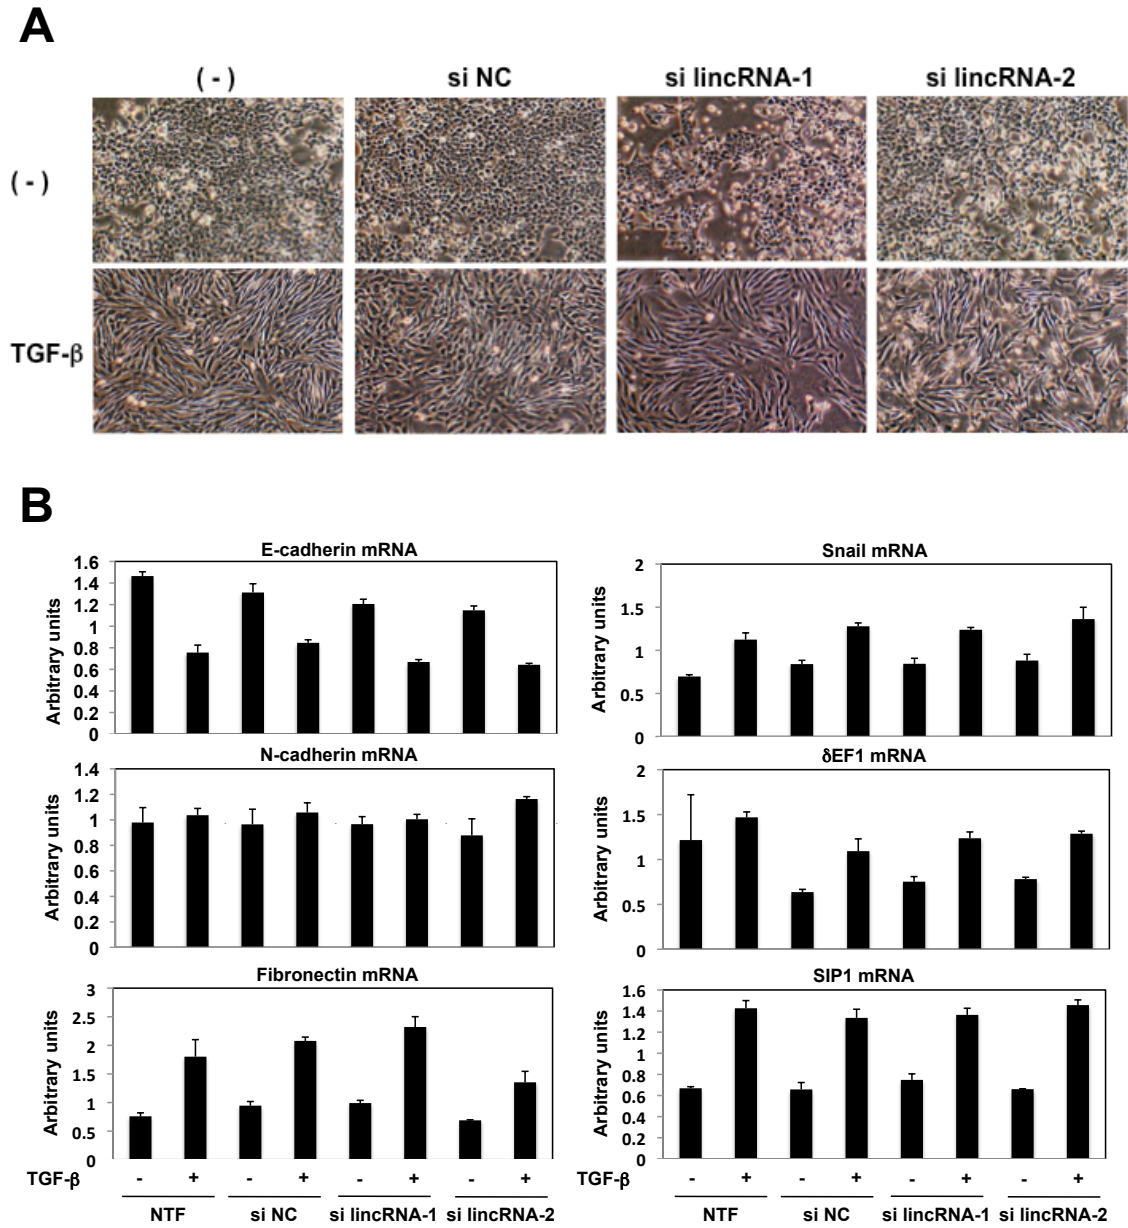 A
( - ) si NC si lincRNA-1 si lincRNA-2
( - )
TGF-β
B
E-cadherin mRNA
Arbitrary units
1.6
1.4
1.2
1
0.8
0.6
0.4
0.2
0
Snail mRNA
Arbitrary units
2
1.5
1
0.5
0
N-cadherin mRNA
Arbitrary units
1.4
1.2
1
0.8
0.6
0.4
0.2
0
δEF1 mRNA
Arbitrary units
2
1.5
1
0.5
0
Fibronectin mRNA
Arbitrary units
3
2.5
2
1.5
1
0.5
0
SIP1 mRNA
Arbitrary units
1.6
1.4
1.2
1
0.8
0.6
0.4
0.2
0
TGF-β - + - + - + - +
NTF si NC si lincRNA-1 si lincRNA-2
TGF-β - + - + - + - +
NTF si NC si lincRNA-1 si lincRNA-2